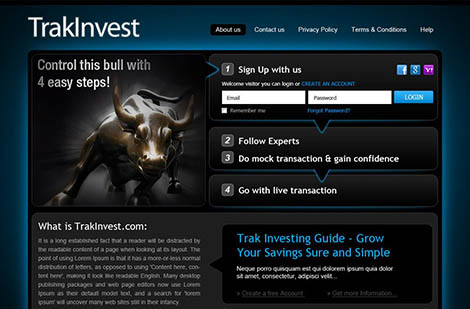 TrakInvest
About us
Contact us
Privacy Policy
Terms & Conditions
Help
Control this bull with
4 easy steps!
1 Sign Up with us
Welcome visitor you can login or CREATE AN ACCOUNT
Email
Password
LOGIN
Remember me
Forgot Password?
2 Follow Experts
3 Do mock transaction & gain confidence
4 Go with live transaction
What is TrakInvest.com:
It is a long established fact that a reader will be distracted by
the readable content of a page when looking at its layout. The
point of using Lorem Ipsum is that it has a more-or-less normal
distribution of letters, as opposed to using 'Content here, con-
tent here', making it look like readable English. Many desktop
publishing packages and web page editors now use Lorem
Ipsum as their default model text, and a search for 'lorem
ipsum' will uncover many web sites still in their infancy.
Trak Investing Guide - Grow
Your Savings Sure and Simple
Neque porro quisquam est qui dolorem ipsum quia dolor
sit amet, consectetur, adipisci velit...
» Create a free Account
» Get more Information...